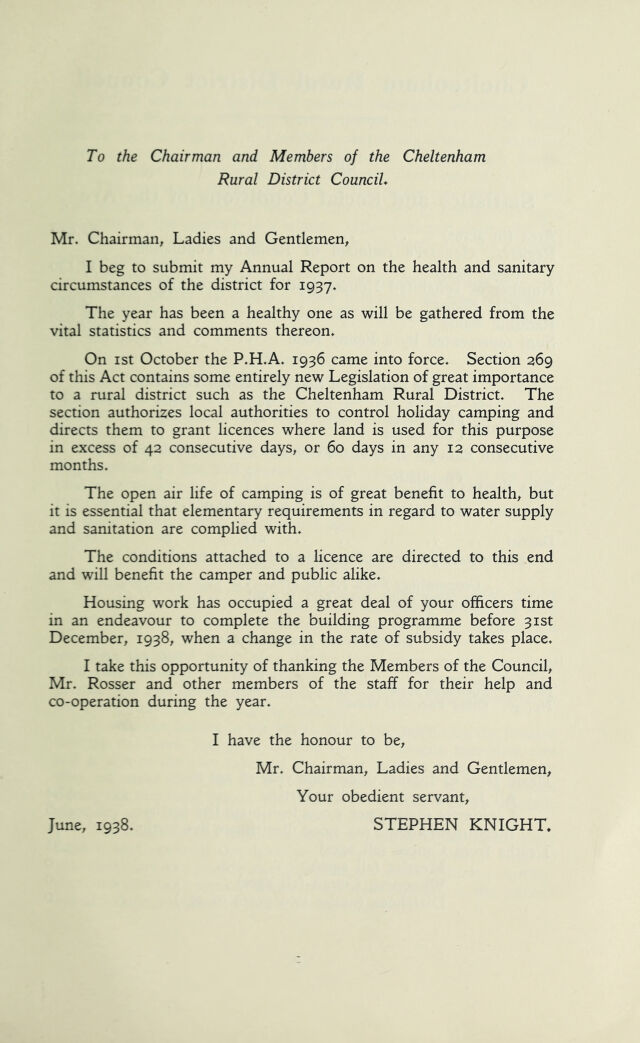 To the Chairman and Members of the Cheltenham
Rural District Council.
Mr. Chairman, Ladies and Gentlemen,
I beg to submit my Annual Report on the health and sanitary
circumstances of the district for 1937.
The year has been a healthy one as will be gathered from the
vital statistics and comments thereon.
On 1st October the P.H.A. 1936 came into force. Section 269
of this Act contains some entirely new Legislation of great importance
to a rural district such as the Cheltenham Rural District. The
section authorizes local authorities to control holiday camping and
directs them to grant licences where land is used for this purpose
in excess of 42 consecutive days, or 60 days in any 12 consecutive
months.
The open air life of camping is of great benefit to health, but
it is essential that elementary requirements in regard to water supply
and sanitation are complied with.
The conditions attached to a licence are directed to this end
and will benefit the camper and public alike.
Housing work has occupied a great deal of your officers time
in an endeavour to complete the building programme before 31st
December, 1938, when a change in the rate of subsidy takes place.
I take this opportunity of thanking the Members of the Council,
Mr. Rosser and other members of the staff for their help and
co-operation during the year.
I have the honour to be,
Mr. Chairman, Ladies and Gentlemen,
Your obedient servant,
June, 1938. STEPHEN KNIGHT.